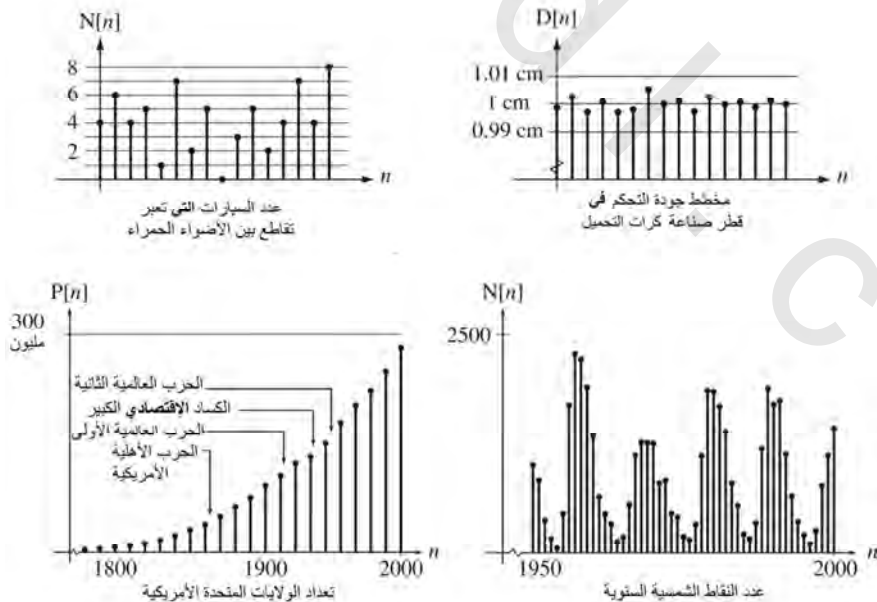 N[n]
8
6
4
2
n
عدد السيارات التي تعبر
تقاطع بين الأضواء الحمراء
D[n]
1.01 cm
1 cm
0.99 cm
n
مخطط جودة التحكم في
قطر صناعة كرات التحميل
P[n]
300
مليون
الحرب العالمية الثانية
الكساد الإقتصادي الكبير
الحرب العالمية الأولى
الحرب الأهلية
الأمريكية
1800
1900
2000
n
تعداد الولايات المتحدة الأمريكية
N[n]
2500
1950
2000
n
عدد النقاط الشمسية السنوية